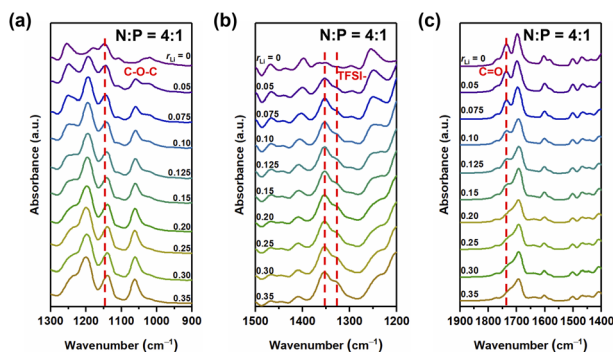 (a)
N:P = 4:1
rLi = 0
C-O-C
0.05
0.075
0.10
0.125
0.15
0.20
0.25
0.30
0.35
Absorbance (a.u.)
1300 1200 1100 1000 900
Wavenumber (cm⁻¹)
(b)
N:P = 4:1
rLi = 0
TFSI-
0.05
0.075
0.10
0.125
0.15
0.20
0.25
0.30
0.35
Absorbance (a.u.)
1500 1400 1300 1200
Wavenumber (cm⁻¹)
(c)
N:P = 4:1
rLi = 0
C=O
0.05
0.075
0.10
0.125
0.15
0.20
0.25
0.30
0.35
Absorbance (a.u.)
1900 1800 1700 1600 1500 1400
Wavenumber (cm⁻¹)